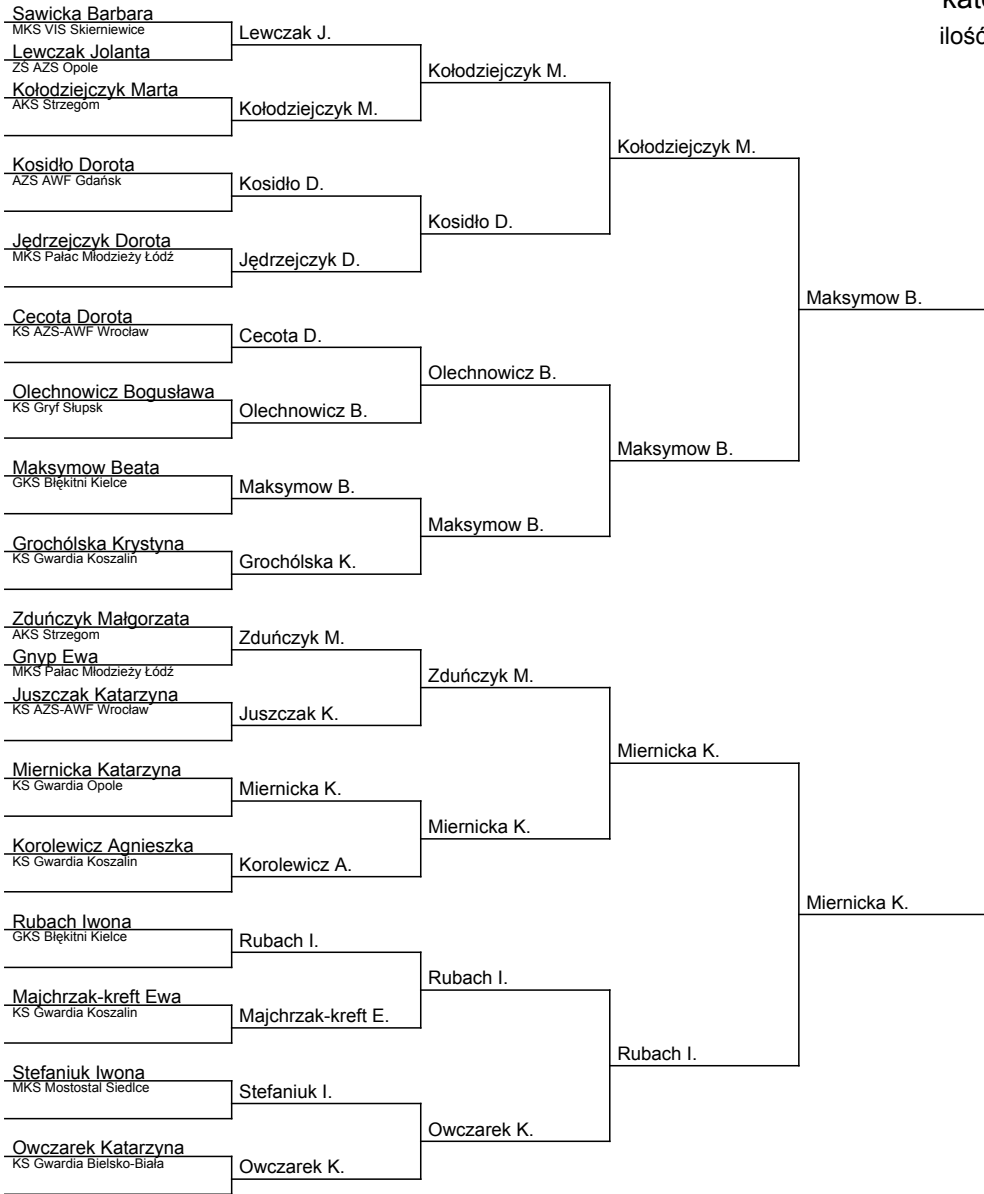 Sawicka Barbara
MKS VIS Skierniewice
Lewczak Jolanta
ZS AZS Opole
Kołodziejczyk Marta
AKS Strzegom
Kosidło Dorota
AZS AWF Gdańsk
Jędrzejczyk Dorota
MKS Pałac Młodzieży Łódź
Cecota Dorota
KS AZS-AWF Wrocław
Olechnowicz Bogusława
KS Gryf Słupsk
Maksymow Beata
GKS Błękitni Kielce
Grochólska Krystyna
KS Gwardia Koszalin
Zduńczyk Małgorzata
AKS Strzegom
Gnyp Ewa
MKS Pałac Młodzieży Łódź
Juszczak Katarzyna
KS AZS-AWF Wrocław
Miernicka Katarzyna
KS Gwardia Opole
Korolewicz Agnieszka
KS Gwardia Koszalin
Rubach Iwona
GKS Błękitni Kielce
Majchrzak-kreft Ewa
KS Gwardia Koszalin
Stefaniuk Iwona
MKS Mostostal Siedlce
Owczarek Katarzyna
KS Gwardia Bielsko-Biała
Lewczak J.
Kołodziejczyk M.
Kosidło D.
Jędrzejczyk D.
Cecota D.
Olechnowicz B.
Maksymow B.
Grochólska K.
Zduńczyk M.
Juszczak K.
Miernicka K.
Korolewicz A.
Rubach I.
Majchrzak-kreft E.
Stefaniuk I.
Owczarek K.
Kołodziejczyk M.
Kosidło D.
Olechnowicz B.
Maksymow B.
Zduńczyk M.
Miernicka K.
Rubach I.
Owczarek K.
Kołodziejczyk M.
Maksymow B.
Miernicka K.
Rubach I.
Maksymow B.
Miernicka K.
ilość